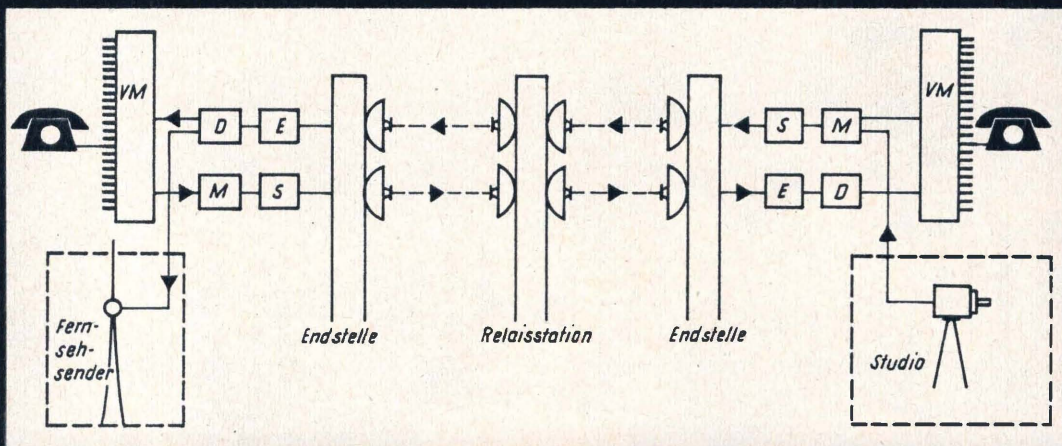 VM
D
E
M
S
S
M
E
D
VM
Endstelle
Relaisstation
Endstelle
Fern-
seh-
sender
Studio